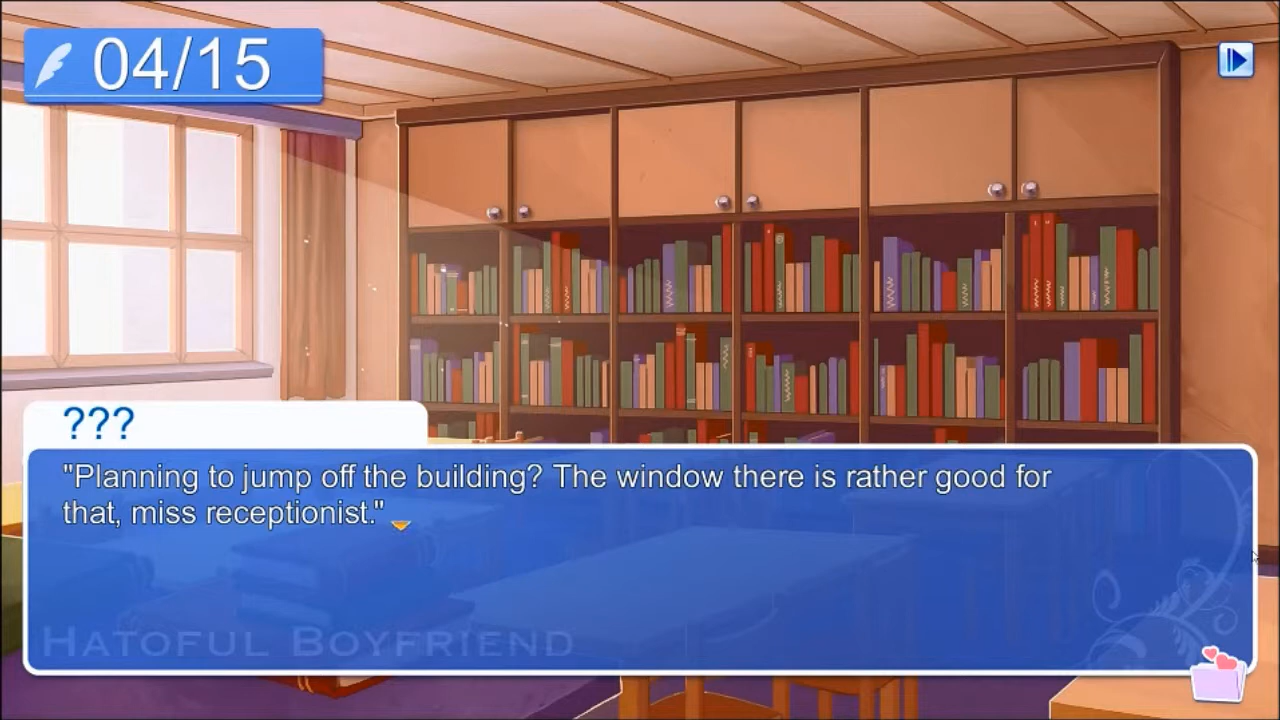 04/15
???
"Planning to jump off the building? The window there is rather good for
that, miss receptionist."
HATOFUL BOYFRIEND